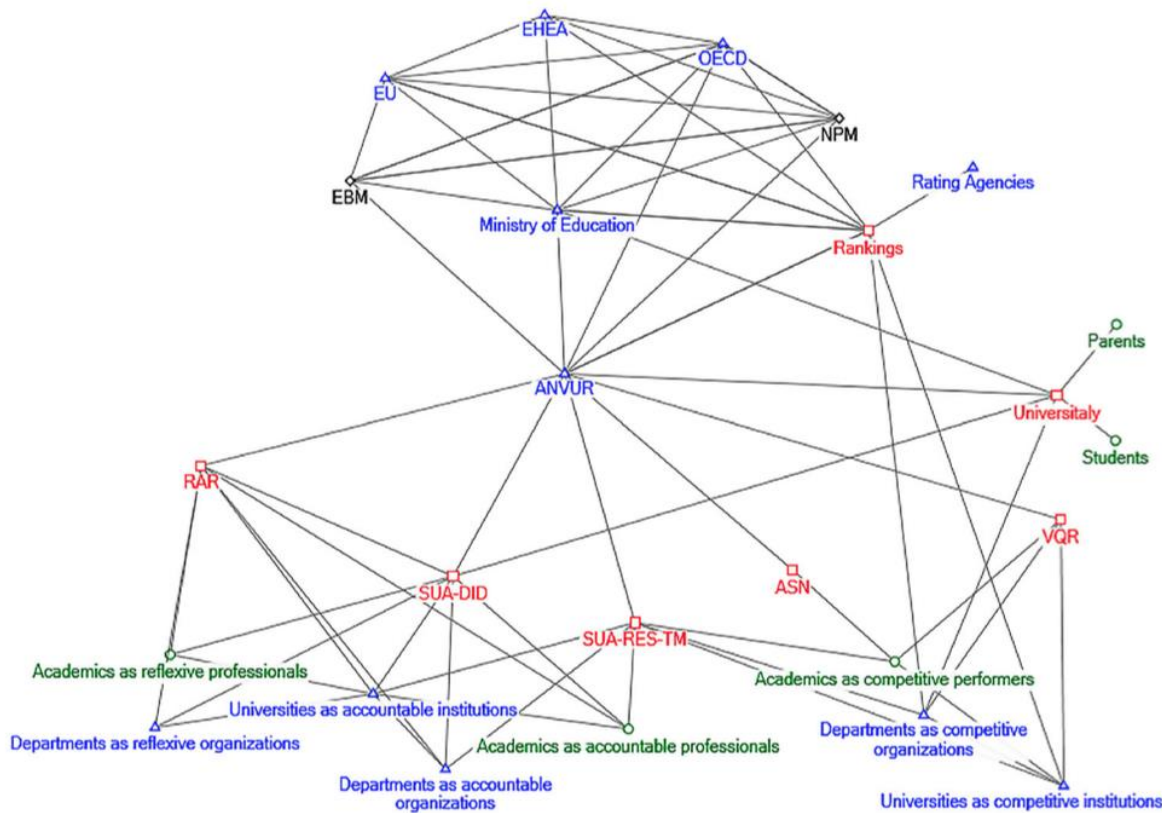 EHEA
OECD
EU
NPM
Rating Agencies
EBM
Ministry of Education
Rankings
Parents
ANVUR
Universitaly
Students
RAR
VQR
SUA-DID
ASN
SUA-RES-TM
Academics as reflexive professionals
Academics as competitive performers
Universities as accountable institutions
Departments as competitive
organizations
Departments as reflexive organizations
Academics as accountable professionals
Departments as accountable
organizations
Universities as competitive institutions